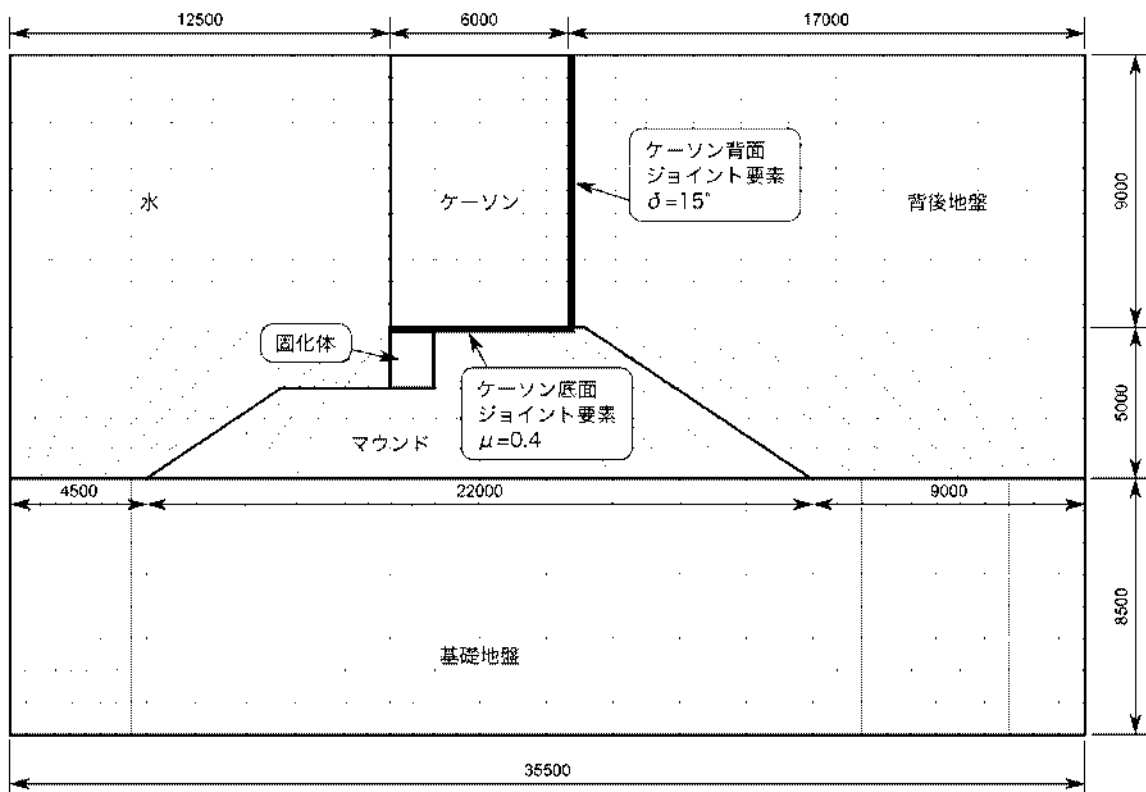 12500
6000
17000
ケーソン背面
ジョイント要素
δ=15°
水
ケーソン
背後地盤
9000
固化体
ケーソン底面
ジョイント要素
μ=0.4
マウンド
5000
4500
22000
9000
8500
基礎地盤
35500